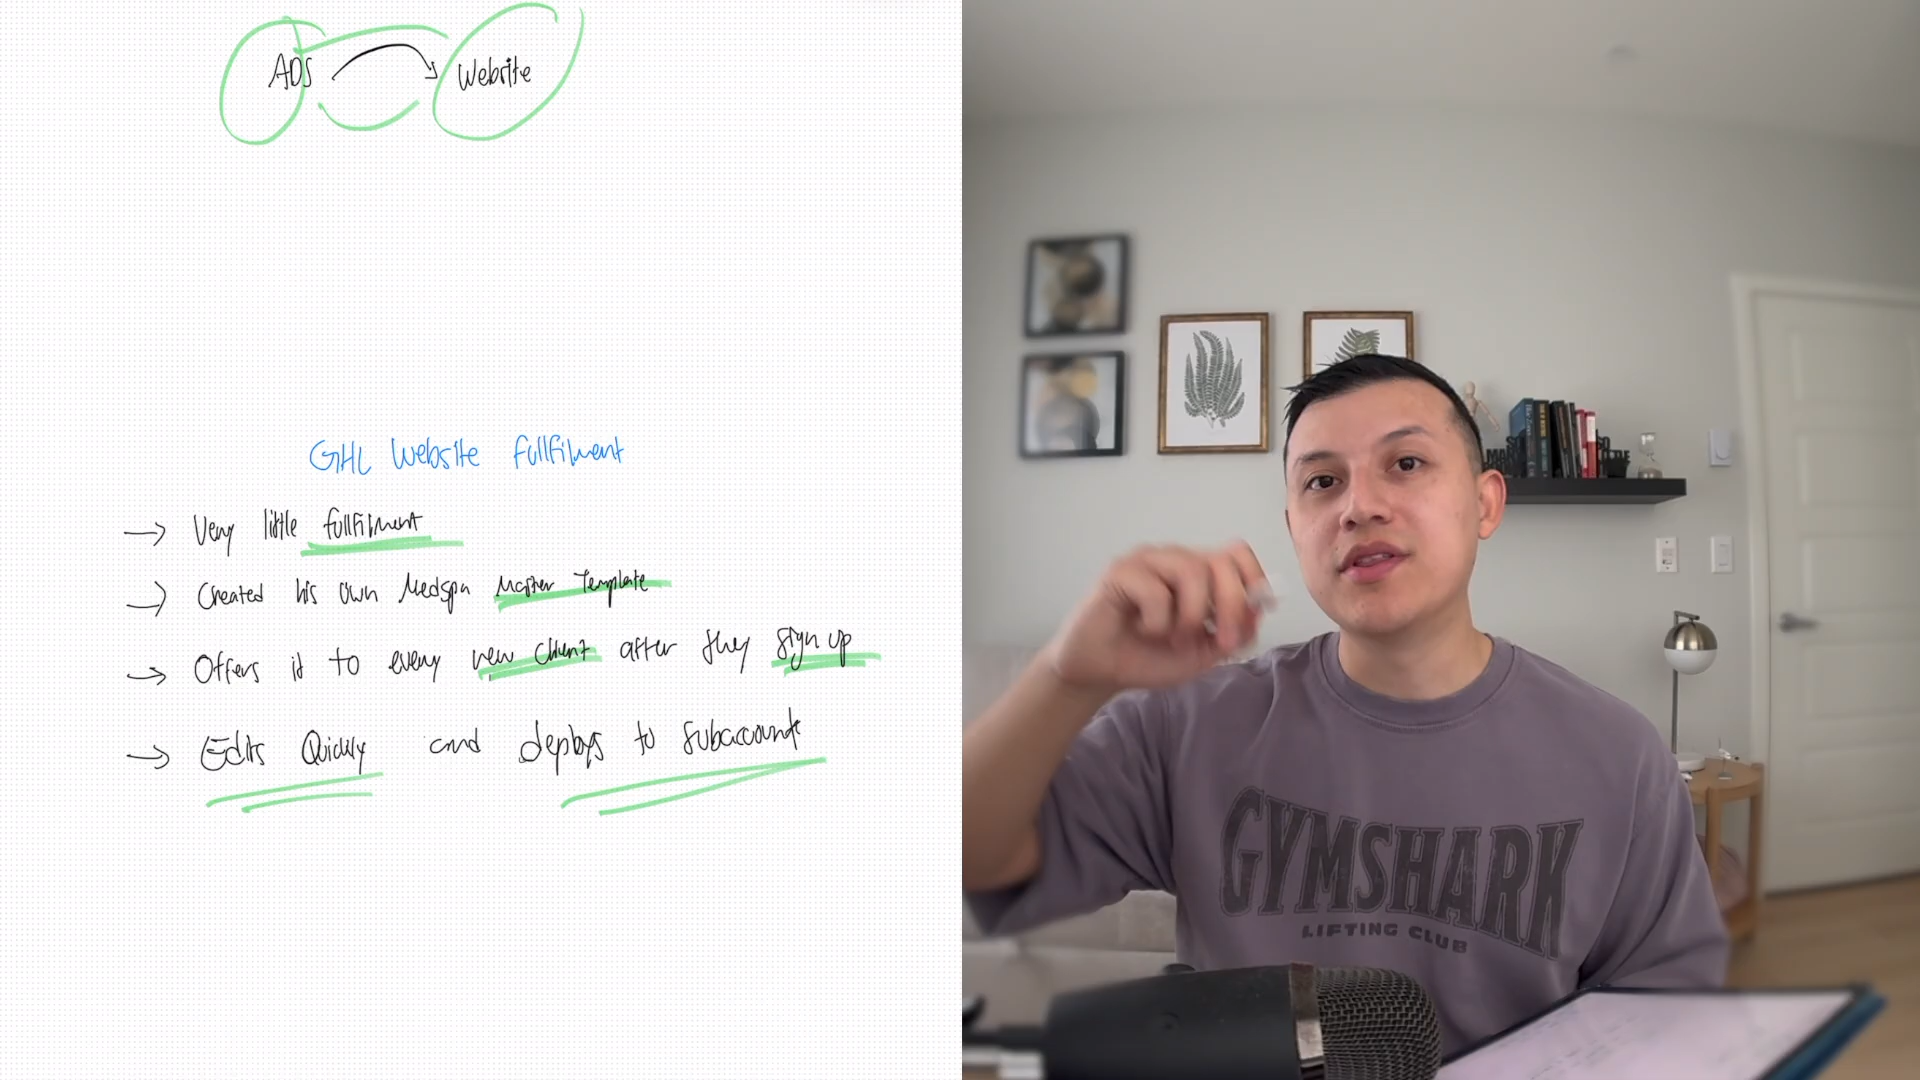 ADS → Website
GHL Website fullfilment
→ Very little fullfilment
→ Created his own Medspa Master Template
→ Offers it to every new client after they sign up
→ Edits Quickly and deploys to subaccounts
GYMSHARK
LIFTING CLUB